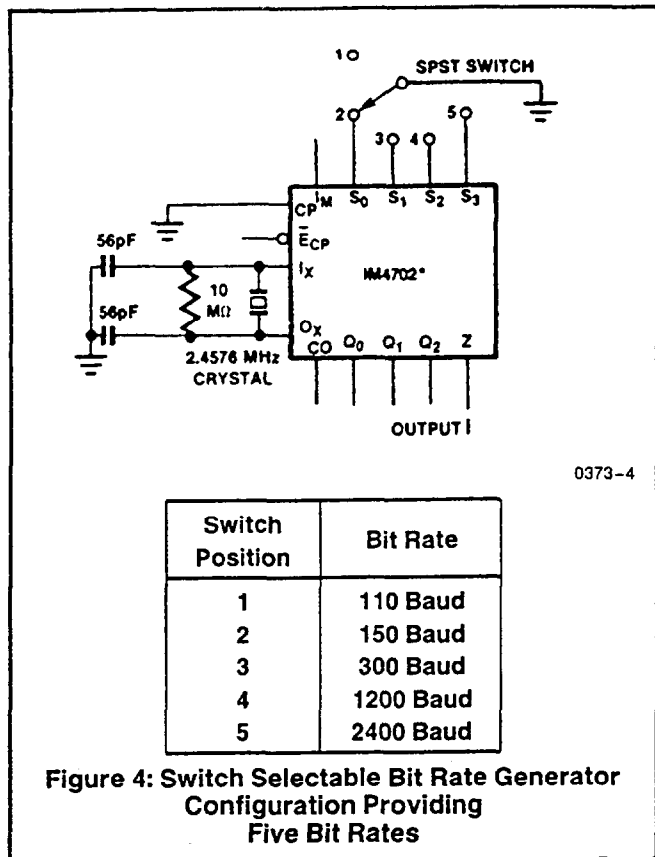 1
SPST SWITCH
2
3
4
5
IM
S0
S1
S2
S3
CP
ECP
56pF
IX
10
MΩ
IM4702*
56pF
OX
2.4576 MHz
CRYSTAL
CO
Q0
Q1
Q2
Z
OUTPUT 1
0373-4
Switch Position
Bit Rate
1
110 Baud
2
150 Baud
3
300 Baud
4
1200 Baud
5
2400 Baud
Figure 4: Switch Selectable Bit Rate Generator
Configuration Providing
Five Bit Rates